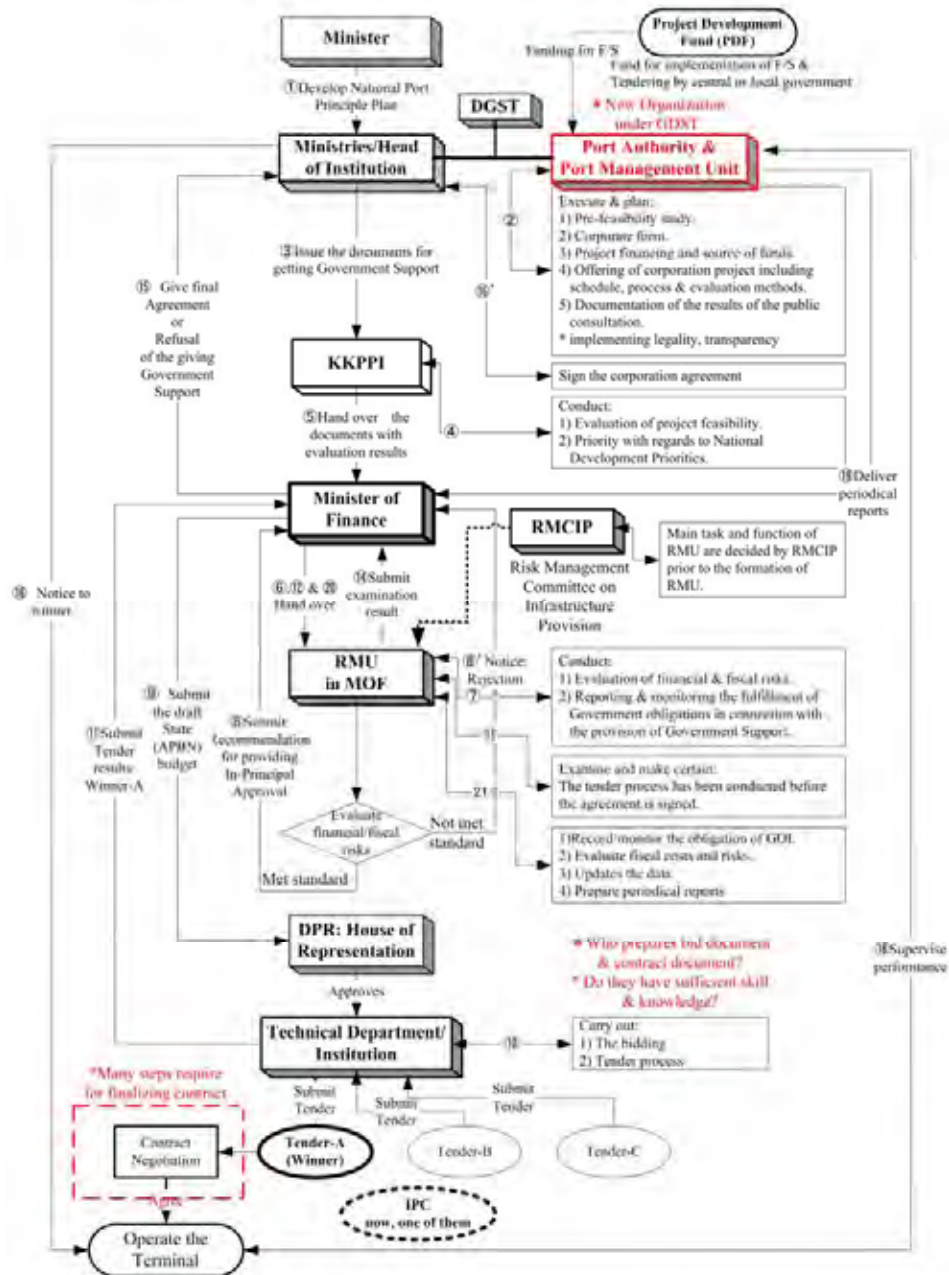 Minister
Project Development
Fund (PDF)
Funding for F/S
Fund for implementation of F/S &
Tendering by central in local government
①Develop National Port
Principle Plan
DGST
* New Organization
under GDST
Ministries/Head
of Institution
Port Authority &
Port Management Unit
②
Execute & plan:
1) Pre-feasibility study.
2) Corporate form.
3) Project financing and source of funds.
4) Offering of corporation project including
schedule, process & evaluation methods.
5) Documentation of the results of the public
consultation.
* implementing legality, transparency
③Issue the documents for
getting Government Support
⑮ Give final
Agreement
or
Refusal
of the giving
Government
Support
KKPPI
Sign the corporation agreement
④
Conduct:
1) Evaluation of project feasibility.
2) Priority with regards to National
Development Priorities.
⑤Hand over the
documents with
evaluation results
Deliver
periodical
reports
Minister of
Finance
RMCIP
Risk Management
Committee on
Infrastructure
Provision
Main task and function of
RMU are decided by RMCIP
prior to the formation of
RMU.
Notice to
winner
⑥,⑫ & ⑳
Hand over
⑭Submit
examination
result
RMU
in MOF
⑧' Notice:
Rejection
⑦
Conduct:
1) Evaluation of financial & fiscal risks.
2) Reporting & monitoring the fulfillment of
Government obligations in connection with
the provision of Government Support.
⑨ Submit
the draft
State
(APBN)
budget
⑪Submit
Tender
results
Winner-A
⑧Submit
Recommendation
for providing
In-Principal
Approval
Examine and make certain:
The tender process has been conducted before
the agreement is signed.
21
Evaluate
financial/fiscal
risks
Not met
standard
Met standard
1)Record/monitor the obligation of GOI.
2) Evaluate fiscal costs and risks.
3) Updates the data.
4) Prepare periodical reports
DPR: House of
Representation
* Who prepares bid document
& contract document?
* Do they have sufficient skill
& knowledge?
Supervise
performance
Approves
Technical Department/
Institution
⑩
Carry out:
1) The bidding
2) Tender process
*Many steps require
for finalizing contract
Submit
Tender
Submit
Tender
Submit
Tender
Contract
Negotiation
Tender-A
(Winner)
Tender-B
Tender-C
Agree
IPC
now, one of them
Operate the
Terminal